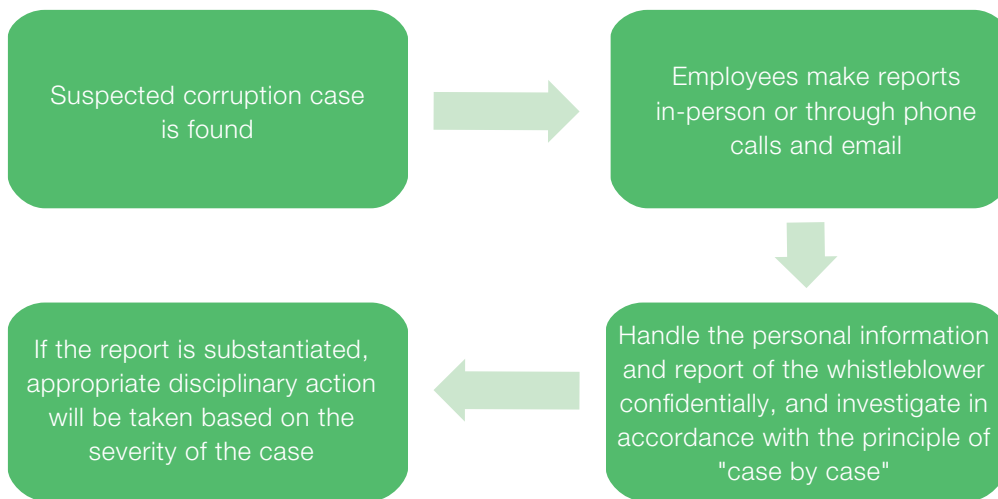 Suspected corruption case
is found
Employees make reports
in-person or through phone
calls and email
Handle the personal information
and report of the whistleblower
confidentially, and investigate in
accordance with the principle of
"case by case"
If the report is substantiated,
appropriate disciplinary action
will be taken based on the
severity of the case